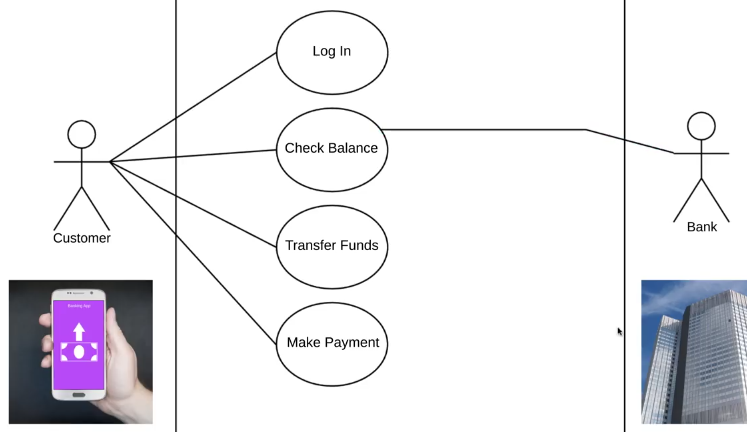 Log In
Check Balance
Customer
Bank
Transfer Funds
Make Payment
Banking App